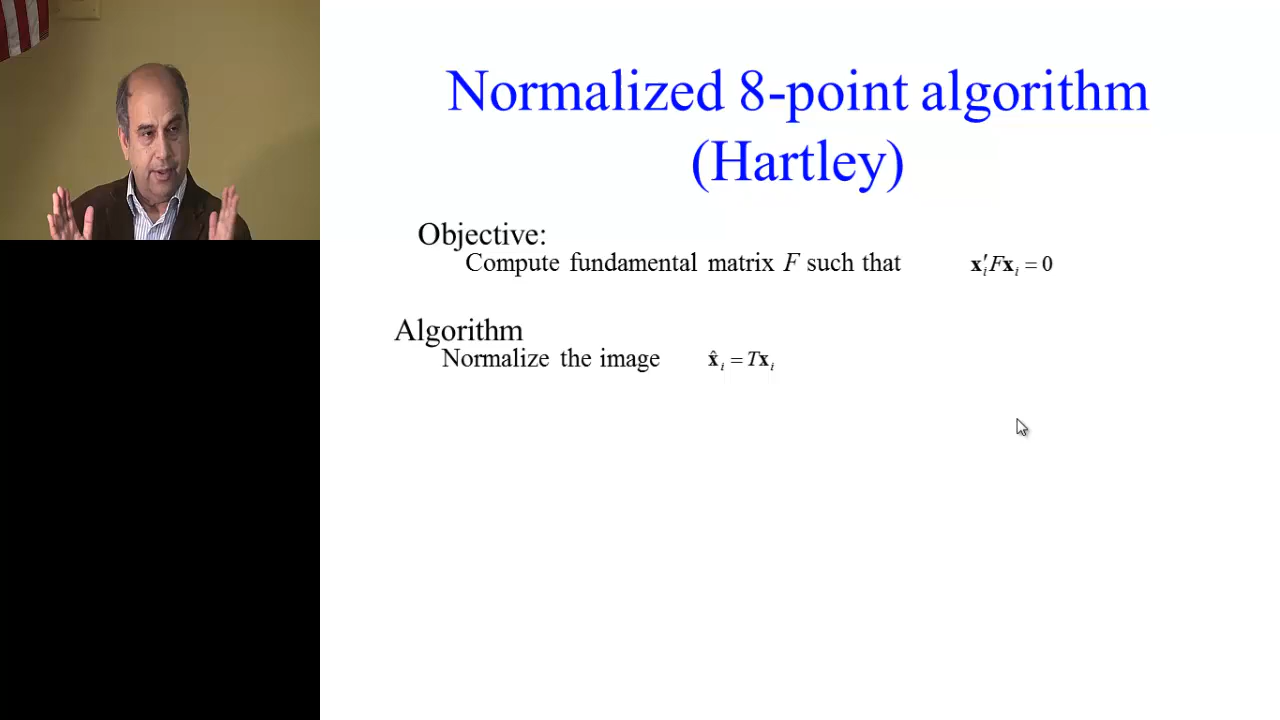 Normalized 8-point algorithm
(Hartley)
Objective:
Compute fundamental matrix F such that x′ᵢFxᵢ = 0
Algorithm
Normalize the image x̂ᵢ = Txᵢ